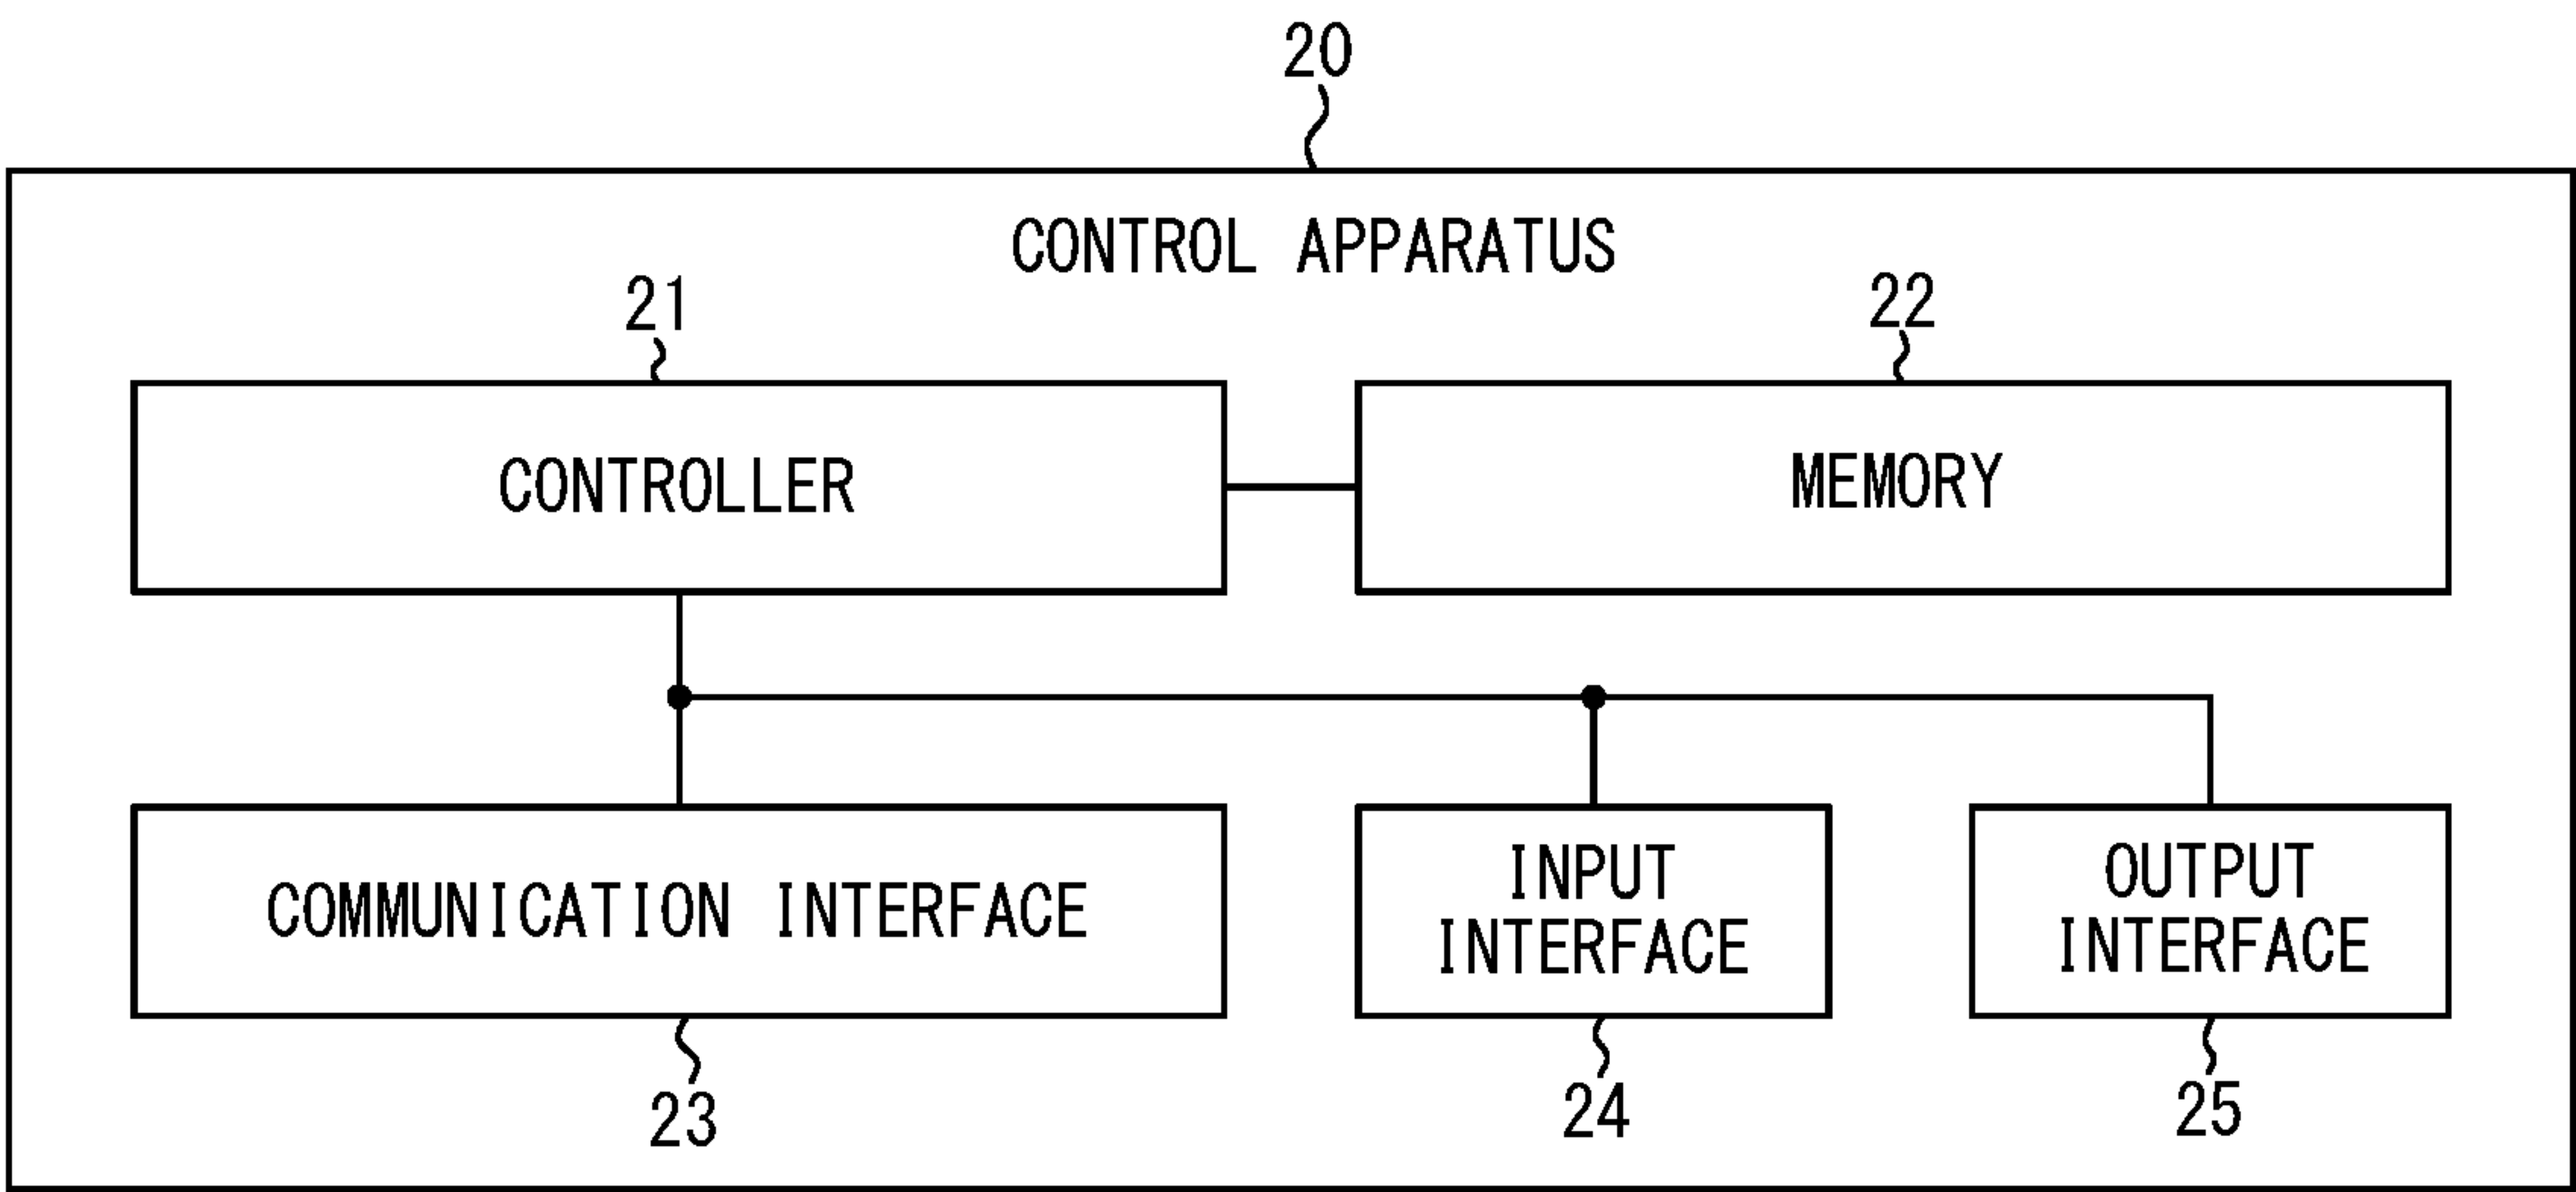 20
CONTROL APPARATUS
21
22
CONTROLLER
MEMORY
COMMUNICATION INTERFACE
INPUT
INTERFACE
OUTPUT
INTERFACE
23
24
25